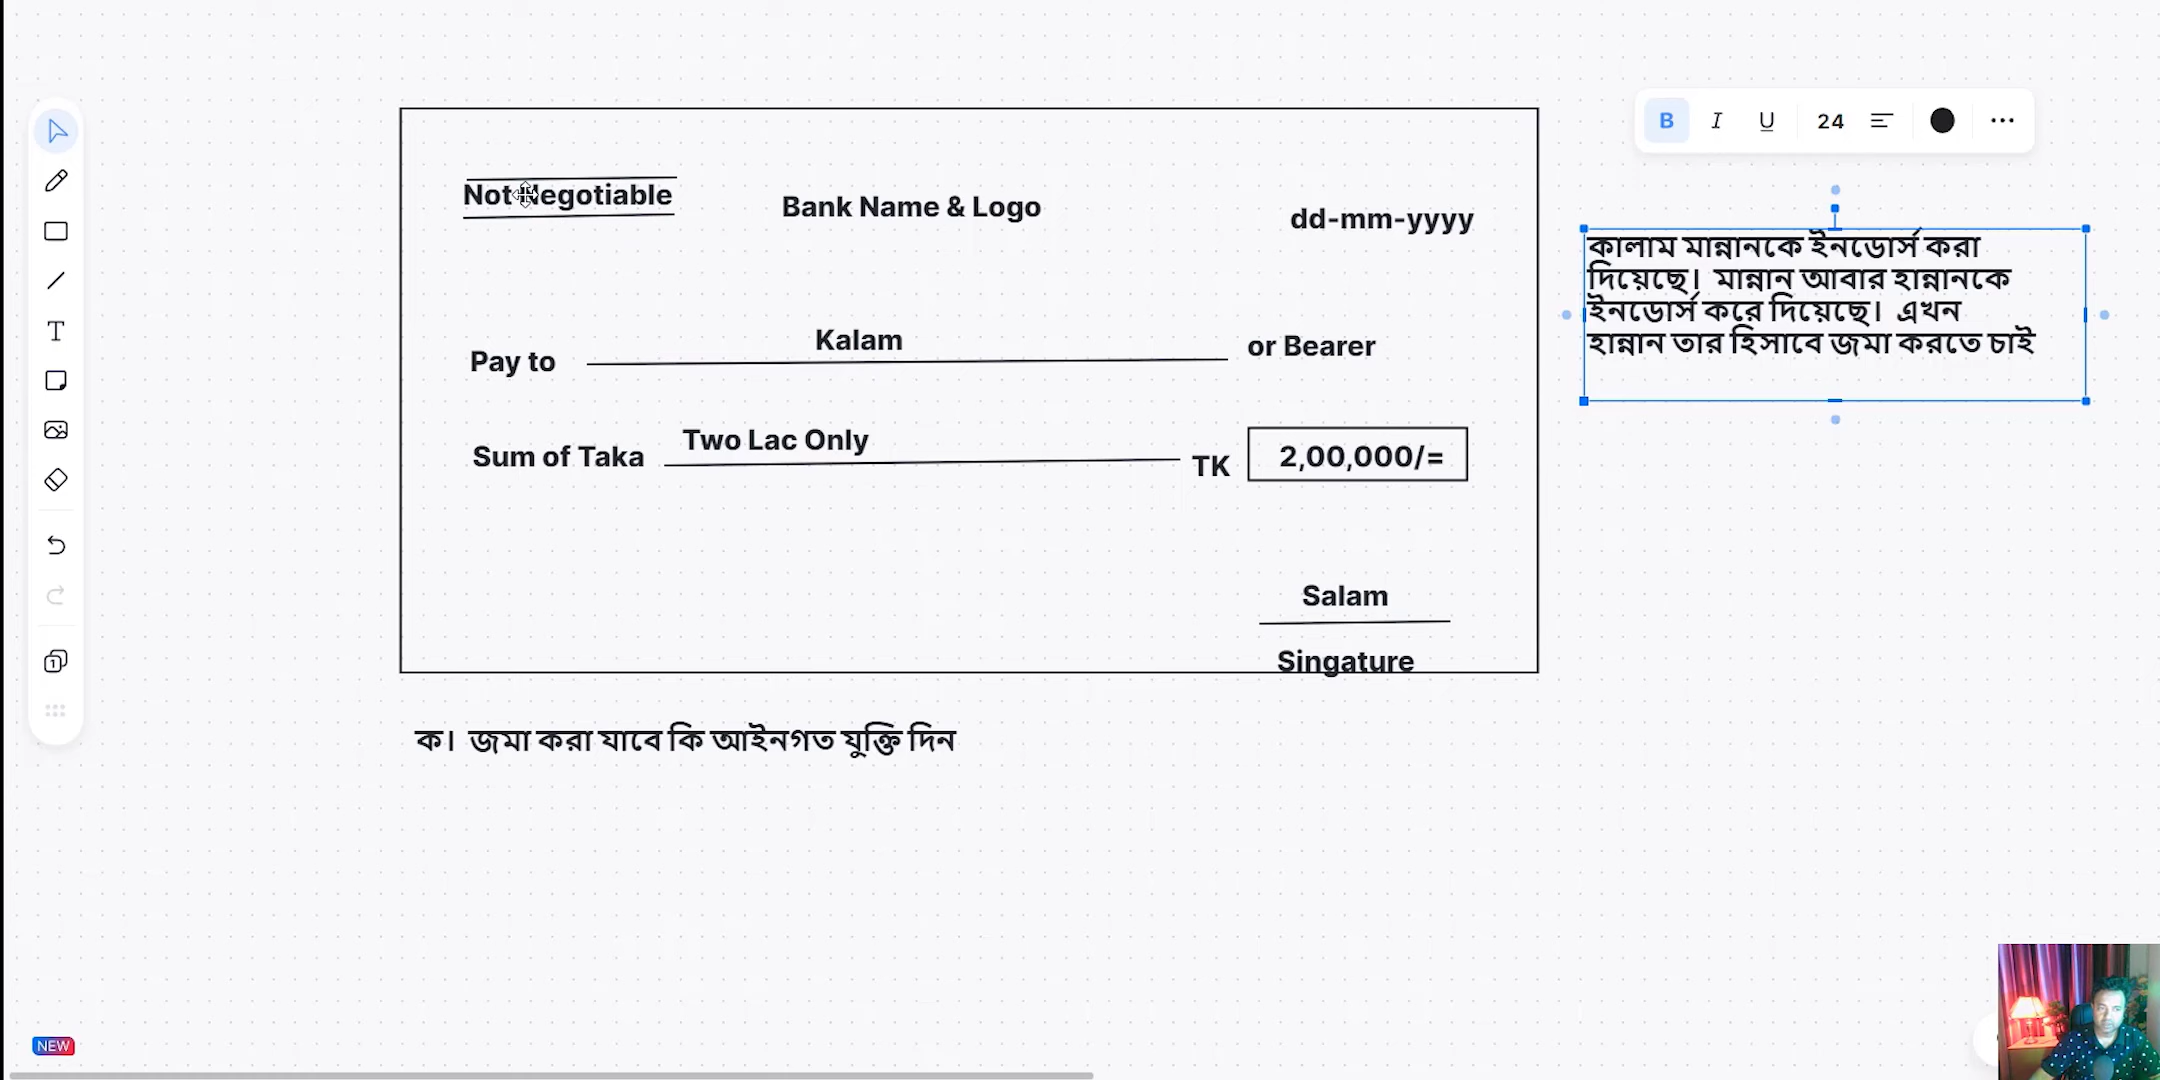 B I U 24
Not Negotiable
Bank Name & Logo
dd-mm-yyyy
কালাম মান্নানকে ইনডোর্স করা
দিয়েছে। মান্নান আবার হান্নানকে
ইনডোর্স করে দিয়েছে। এখন
হান্নান তার হিসাবে জমা করতে চাই
Pay to
Kalam
or Bearer
Sum of Taka
Two Lac Only
TK
2,00,000/=
Salam
Singature
ক। জমা করা যাবে কি আইনগত যুক্তি দিন
T
1
NEW